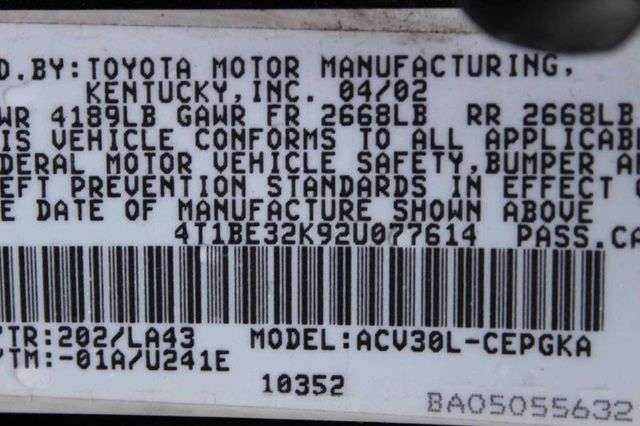 D.BY:TOYOTA MOTOR MANUFACTURING,
KENTUCKY,INC. 04/02
WR 4189LB GAWR FR 2668LB RR 2668LB
IS VEHICLE CONFORMS TO ALL APPLICABL
EDERAL MOTOR VEHICLE SAFETY,BUMPER A
EFT PREVENTION STANDARDS IN EFFECT
E DATE OF MANUFACTURE SHOWN ABOVE
4T1BE32K92U077614 PASS.CA
/TR:202/LA43 MODEL:ACV30L-CEPGKA
/TM:-01A/U241E
10352
BA05055632